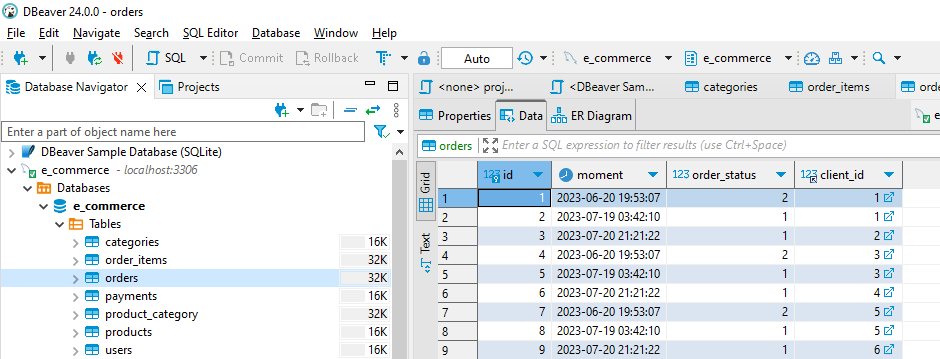 DBeaver 24.0.0 - orders
File Edit Navigate Search SQL Editor Database Window Help
SQL Commit Rollback Auto e_commerce e_commerce
Database Navigator Projects
<none> proj... <DBeaver Sam... categories order_items
Properties Data ER Diagram
Enter a part of object name here
orders Enter a SQL expression to filter results (use Ctrl+Space)
DBeaver Sample Database (SQLite)
e_commerce - localhost:3306
Databases
e_commerce
Tables
categories 16K
order_items 32K
orders 32K
payments 16K
product_category 32K
products 16K
users 16K
Grid
Text
123 id moment 123 order_status 123 client_id
1 1 2023-06-20 19:53:07 2 1
2 2 2023-07-19 03:42:10 1 1
3 3 2023-07-20 21:21:22 1 2
4 4 2023-06-20 19:53:07 2 3
5 5 2023-07-19 03:42:10 1 3
6 6 2023-07-20 21:21:22 1 4
7 7 2023-06-20 19:53:07 2 5
8 8 2023-07-19 03:42:10 1 5
9 9 2023-07-20 21:21:22 1 6